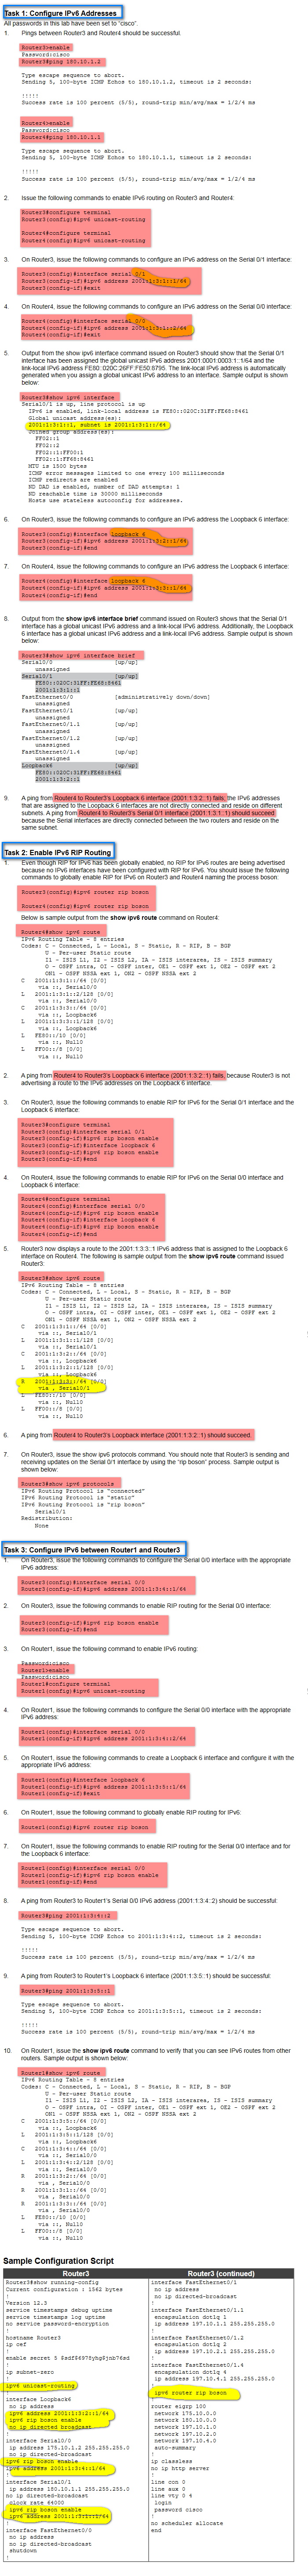 Task 1: Configure IPv6 Addresses
All passwords in this lab have been set to "cisco".
1. Pings between Router3 and Router4 should be successful:
Router3>enable
Password:cisco
Router3#ping 180.10.1.2
Type escape sequence to abort.
Sending 5, 100-byte ICMP Echos to 180.10.1.2, timeout is 2 seconds:
!!!!!
Success rate is 100 percent (5/5), round-trip min/avg/max = 1/2/4 ms
Router4>enable
Password:cisco
Router4#ping 180.10.1.1
Type escape sequence to abort.
Sending 5, 100-byte ICMP Echos to 180.10.1.1, timeout is 2 seconds:
!!!!!
Success rate is 100 percent (5/5), round-trip min/avg/max = 1/2/4 ms
2. Issue the following commands to enable IPv6 routing on Router3 and Router4:
Router3#configure terminal
Router3(config)#ipv6 unicast-routing
Router4#configure terminal
Router4(config)#ipv6 unicast-routing
3. On Router3, issue the following commands to configure an IPv6 address on the Serial 0/1 interface:
Router3(config)#interface serial 0/1
Router3(config-if)#ipv6 address 2001:1:3:1::1/64
Router3(config-if)#exit
4. On Router4, issue the following commands to configure an IPv6 address on the Serial 0/0 interface:
Router4(config)#interface serial 0/0
Router4(config-if)#ipv6 address 2001:1:3:1::2/64
Router4(config-if)#exit
5. Output from the show ipv6 interface command issued on Router3 should show that the Serial 0/1
interface has been assigned the global unicast IPv6 address 2001:0001:0003:1::1/64 and the
link-local IPv6 address FE80::020C:26FF:FE50:8795. The link-local IPv6 address is automatically
generated when you assign a global unicast IPv6 address to an interface. Sample output is shown
below:
Router3#show ipv6 interface
Serial0/1 is up, line protocol is up
IPv6 is enabled, link-local address is FE80::020C:31FF:FE68:8461
Global unicast address(es):
2001:1:3:1::1, subnet is 2001:1:3:1::/64
Joined group address(es):
FF02::1
FF02::2
FF02::1:FF00:1
FF02::1:FF68:8461
MTU is 1500 bytes
ICMP error messages limited to one every 100 milliseconds
ICMP redirects are enabled
ND DAD is enabled, number of DAD attempts: 1
ND reachable time is 30000 milliseconds
Hosts use stateless autoconfig for addresses.
6. On Router3, issue the following commands to configure an IPv6 address the Loopback 6 interface:
Router3(config)#interface loopback 6
Router3(config-if)#ipv6 address 2001:1:3:2::1/64
Router3(config-if)#end
7. On Router4, issue the following commands to configure an IPv6 address the Loopback 6 interface:
Router4(config)#interface loopback 6
Router4(config-if)#ipv6 address 2001:1:3:3::1/64
Router4(config-if)#end
8. Output from the show ipv6 interface brief command issued on Router3 shows that the Serial 0/1
interface has a global unicast IPv6 address and a link-local IPv6 address. Additionally, the Loopback
6 interface has a global unicast IPv6 address and a link-local IPv6 address. Sample output is shown
below:
Router3#show ipv6 interface brief
Serial0/0 [up/up]
unassigned
Serial0/1 [up/up]
FE80::020C:31FF:FE68:8461
2001:1:3:1::1
FastEthernet0/0 [administratively down/down]
unassigned
FastEthernet0/1 [up/up]
unassigned
FastEthernet0/1.1 [up/up]
unassigned
FastEthernet0/1.2 [up/up]
unassigned
FastEthernet0/1.4 [up/up]
unassigned
Loopback6 [up/up]
FE80::020C:31FF:FE68:8461
2001:1:3:2::1
9. A ping from Router4 to Router3's Loopback 6 interface (2001:1:3:2::1) fails, the IPv6 addresses
that are assigned to the Loopback 6 interfaces are not directly connected and reside on different
subnets. A ping from Router4 to Router3's Serial 0/1 interface (2001:1:3:1::1) should succeed
because the Serial interfaces are directly connected between the two routers and reside on the
same subnet.
Task 2: Enable IPv6 RIP Routing
1. Even though RIP for IPv6 has been globally enabled, no RIP for IPv6 routes are being advertised
because no IPv6 interfaces have been configured with RIP for IPv6. You should issue the following
commands to globally enable RIP for IPv6 on Router3 and Router4 naming the process boson:
Router3(config)#ipv6 router rip boson
Router4(config)#ipv6 router rip boson
Below is sample output from the show ipv6 route command on Router4:
Router4#show ipv6 route
IPv6 Routing Table - 8 entries
Codes: C - Connected, L - Local, S - Static, R - RIP, B - BGP
U - Per-user Static route
I1 - ISIS L1, I2 - ISIS L2, IA - ISIS interarea, IS - ISIS summary
O - OSPF intra, OI - OSPF inter, OE1 - OSPF ext 1, OE2 - OSPF ext 2
ON1 - OSPF NSSA ext 1, ON2 - OSPF NSSA ext 2
C 2001:1:3:1::/64 [0/0]
via ::, Serial0/0
L 2001:1:3:1::2/128 [0/0]
via ::, Serial0/0
C 2001:1:3:3::/64 [0/0]
via ::, Loopback6
L 2001:1:3:3::1/128 [0/0]
via ::, Loopback6
L FE80::/10 [0/0]
via ::, Null0
L FF00::/8 [0/0]
via ::, Null0
2. A ping from Router4 to Router3's Loopback 6 interface (2001:1:3:2::1) fails, because Router3 is not
advertising a route to the IPv6 addresses on the Loopback 6 interface.
3. On Router3, issue the following commands to enable RIP for IPv6 for the Serial 0/1 interface and the
Loopback 6 interface:
Router3#configure terminal
Router3(config)#interface serial 0/1
Router3(config-if)#ipv6 rip boson enable
Router3(config-if)#interface loopback 6
Router3(config-if)#ipv6 rip boson enable
Router3(config-if)#end
4. On Router4, issue the following commands to enable RIP for IPv6 on the Serial 0/0 interface and
Loopback 6 interface:
Router4#configure terminal
Router4(config)#interface serial 0/0
Router4(config-if)#ipv6 rip boson enable
Router4(config-if)#interface loopback 6
Router4(config-if)#ipv6 rip boson enable
Router4(config-if)#end
5. Router3 now displays a route to the 2001:1:3:3::1 IPv6 address that is assigned to the Loopback 6
interface on Router4. The following is sample output from the show ipv6 route command issued
Router3:
Router3#show ipv6 route
IPv6 Routing Table - 8 entries
Codes: C - Connected, L - Local, S - Static, R - RIP, B - BGP
U - Per-user Static route
I1 - ISIS L1, I2 - ISIS L2, IA - ISIS interarea, IS - ISIS summary
O - OSPF intra, OI - OSPF inter, OE1 - OSPF ext 1, OE2 - OSPF ext 2
ON1 - OSPF NSSA ext 1, ON2 - OSPF NSSA ext 2
C 2001:1:3:1::/64 [0/0]
via ::, Serial0/1
L 2001:1:3:1::1/128 [0/0]
via ::, Serial0/1
C 2001:1:3:2::/64 [0/0]
via ::, Loopback6
L 2001:1:3:2::1/128 [0/0]
via ::, Loopback6
R 2001:1:3:3::/64 [0/0]
via , Serial0/1
L FE80::/10 [0/0]
via ::, Null0
L FF00::/8 [0/0]
via ::, Null0
6. A ping from Router4 to Router3's Loopback 6 interface (2001:1:3:2::1) should succeed.
7. On Router3, issue the show ipv6 protocols command. You should note that Router3 is sending and
receiving updates on the Serial 0/1 interface by using the "rip boson" process. Sample output is
shown below:
Router3#show ipv6 protocols
IPv6 Routing Protocol is "connected"
IPv6 Routing Protocol is "static"
IPv6 Routing Protocol is "rip boson"
Serial0/1
Redistribution:
None
Task 3: Configure IPv6 between Router1 and Router3
1. On Router3, issue the following commands to configure the Serial 0/0 interface with the appropriate
IPv6 address:
Router3(config)#interface serial 0/0
Router3(config-if)#ipv6 address 2001:1:3:4::1/64
2. On Router3, issue the following commands to enable RIP routing for the Serial 0/0 interface:
Router3(config-if)#ipv6 rip boson enable
Router3(config-if)#end
3. On Router1, issue the following command to enable IPv6 routing:
Password:cisco
Router1>enable
Password:cisco
Router1#configure terminal
Router1(config)#ipv6 unicast-routing
4. On Router1, issue the following commands to configure the Serial 0/0 interface with the appropriate
IPv6 address:
Router1(config)#interface serial 0/0
Router1(config-if)#ipv6 address 2001:1:3:4::2/64
5. On Router1, issue the following commands to create a Loopback 6 interface and configure it with the
appropriate IPv6 address:
Router1(config)#interface loopback 6
Router1(config-if)#ipv6 address 2001:1:3:5::1/64
Router1(config-if)#exit
6. On Router1, issue the following command to globally enable RIP routing for IPv6:
Router1(config)#ipv6 router rip boson
7. On Router1, issue the following commands to enable RIP routing for the Serial 0/0 interface and for
the Loopback 6 interface:
Router1(config)#interface serial 0/0
Router1(config-if)#ipv6 rip boson enable
Router1(config-if)#end
8. A ping from Router3 to Router1's Serial 0/0 IPv6 address (2001:1:3:4::2) should be successful:
Router3#ping 2001:1:3:4::2
Type escape sequence to abort.
Sending 5, 100-byte ICMP Echos to 2001:1:3:4::2, timeout is 2 seconds:
!!!!!
Success rate is 100 percent (5/5), round-trip min/avg/max = 1/2/4 ms
9. A ping from Router3 to Router1's Loopback 6 interface (2001:1:3:5::1) should be successful:
Router3#ping 2001:1:3:5::1
Type escape sequence to abort.
Sending 5, 100-byte ICMP Echos to 2001:1:3:5::1, timeout is 2 seconds:
!!!!!
Success rate is 100 percent (5/5), round-trip min/avg/max = 1/2/4 ms
10. On Router1, issue the show ipv6 route command to verify that you can see IPv6 routes from other
routers. Sample output is shown below:
Router1#show ipv6 route
IPv6 Routing Table - 8 entries
Codes: C - Connected, L - Local, S - Static, R - RIP, B - BGP
U - Per-user Static route
I1 - ISIS L1, I2 - ISIS L2, IA - ISIS interarea, IS - ISIS summary
O - OSPF intra, OI - OSPF inter, OE1 - OSPF ext 1, OE2 - OSPF ext 2
ON1 - OSPF NSSA ext 1, ON2 - OSPF NSSA ext 2
C 2001:1:3:5::/64 [0/0]
via ::, Loopback6
L 2001:1:3:5::1/128 [0/0]
via ::, Loopback6
C 2001:1:3:4::/64 [0/0]
via ::, Serial0/0
L 2001:1:3:4::2/128 [0/0]
via ::, Serial0/0
R 2001:1:3:2::/64 [0/0]
via , Serial0/0
R 2001:1:3:1::/64 [0/0]
via , Serial0/0
R 2001:1:3:3::/64 [0/0]
via , Serial0/0
L FE80::/10 [0/0]
via ::, Null0
L FF00::/8 [0/0]
via ::, Null0
Sample Configuration Script
Router3
Router3#show running-config
Current configuration : 1562 bytes
!
Version 12.3
service timestamps debug uptime
service timestamps log uptime
no service password-encryption
!
hostname Router3
ip cef
!
enable secret 5
!
ip subnet-zero
!
ipv6 unicast-routing
!
interface Loopback6
no ip address
ipv6 address 2001:1:3:2::1/64
ipv6 rip boson enable
no ip directed-broadcast
!
interface Serial0/0
ip address 175.10.1.2 255.255.255.0
no ip directed-broadcast
ipv6 rip boson enable
ipv6 address 2001:1:3:4::1/64
!
interface Serial0/1
ip address 180.10.1.1 255.255.255.0
no ip directed-broadcast
clock rate 64000
ipv6 rip boson enable
ipv6 address 2001:1:3:1::1/64
!
interface FastEthernet0/0
no ip address
no ip directed-broadcast
shutdown
!
Router3 (continued)
interface FastEthernet0/1
no ip address
no ip directed-broadcast
!
interface FastEthernet0/1.1
encapsulation dot1q 1
ip address 197.10.1.1 255.255.255.0
!
interface FastEthernet0/1.2
encapsulation dot1q 2
ip address 197.10.2.1 255.255.255.0
!
interface FastEthernet0/1.4
encapsulation dot1q 4
ip address 197.10.4.1 255.255.255.0
!
ipv6 router rip boson
!
router eigrp 100
network 175.10.0.0
network 180.10.0.0
network 197.10.1.0
network 197.10.2.0
network 197.10.4.0
auto-summary
!
ip classless
no ip http server
!
line con 0
line aux 0
line vty 0 4
login
password cisco
!
no scheduler allocate
end